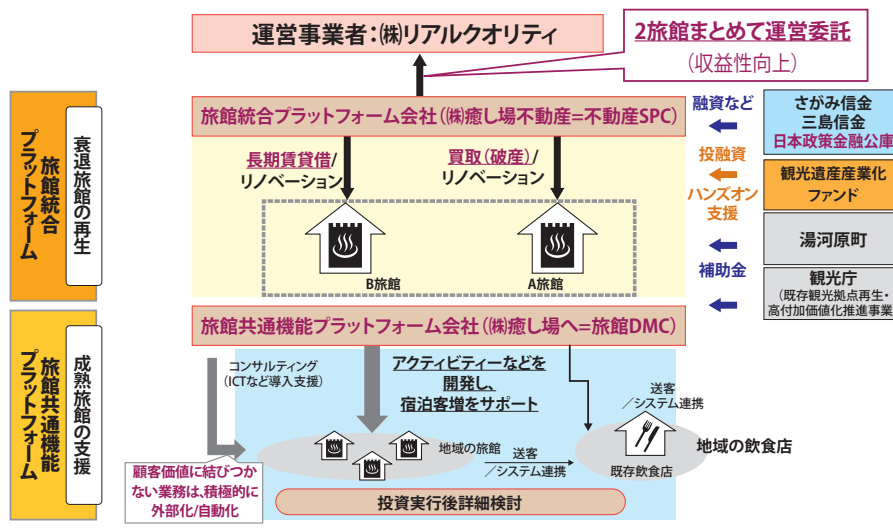 運営事業者：㈱リアルクオリティ
2旅館まとめて運営委託
（収益性向上）
旅館統合
プラットフォーム
衰退旅館の再生
旅館統合プラットフォーム会社（㈱癒し場不動産＝不動産SPC）
長期賃貸借/
リノベーション
買取（破産）/
リノベーション
B旅館
A旅館
融資など
さがみ信金
三島信金
日本政策金融公庫
投融資
ハンズオン
支援
観光遺産産業化
ファンド
湯河原町
補助金
観光庁
（既存観光拠点再生・
高付加価値化推進事業
旅館共通機能
プラットフォーム
成熟旅館の支援
旅館共通機能プラットフォーム会社（㈱癒し場へ＝旅館DMC）
コンサルティング
（ICTなど導入支援）
アクティビティーなどを
開発し、
宿泊客増をサポート
送客
／システム連携
地域の旅館
送客
／システム連携
既存飲食店
地域の飲食店
顧客価値に結びつか
ない業務は、積極的に
外部化/自動化
投資実行後詳細検討